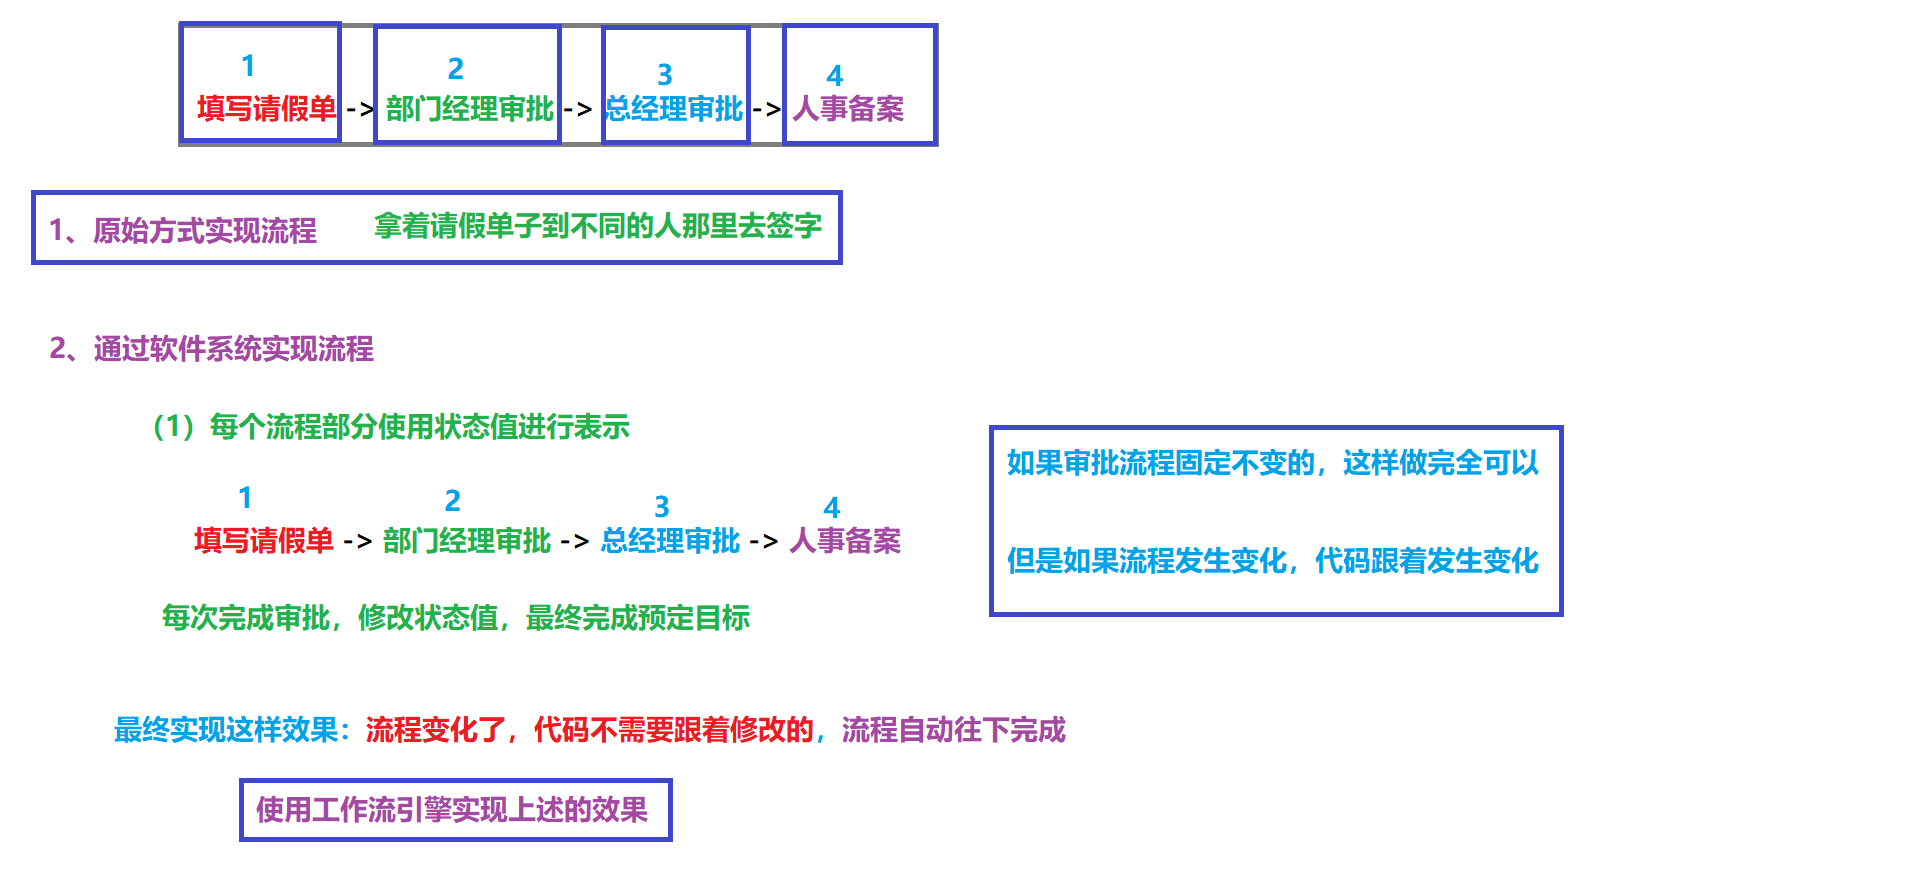 1 2 3 4
填写请假单 -> 部门经理审批 -> 总经理审批 -> 人事备案
1、原始方式实现流程 拿着请假单子到不同的人那里去签字
2、通过软件系统实现流程
（1）每个流程部分使用状态值进行表示
如果审批流程固定不变的，这样做完全可以
1 2 3 4
填写请假单 -> 部门经理审批 -> 总经理审批 -> 人事备案
但是如果流程发生变化，代码跟着发生变化
每次完成审批，修改状态值，最终完成预定目标
最终实现这样效果：流程变化了，代码不需要跟着修改的，流程自动往下完成
使用工作流引擎实现上述的效果